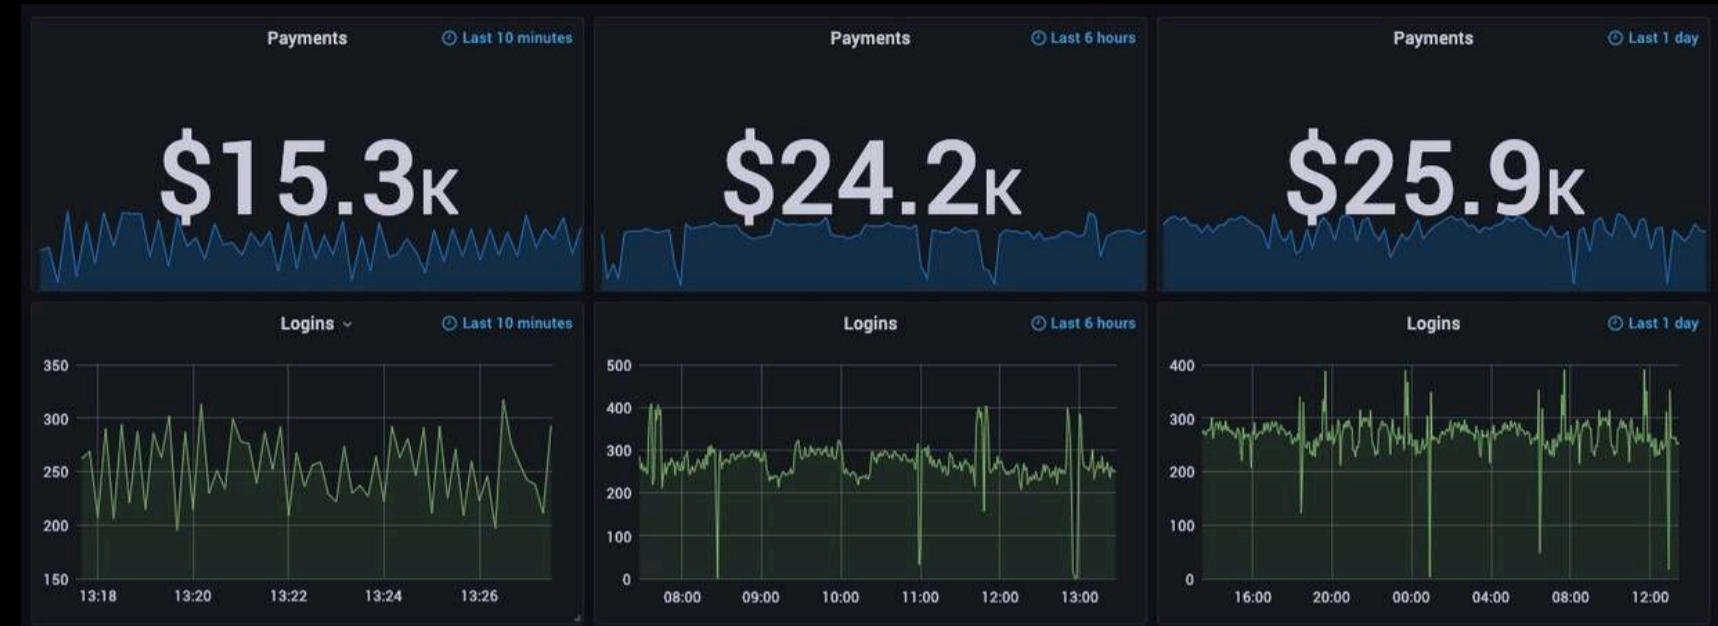 Payments
Last 10 minutes
$15.3K
Payments
Last 6 hours
$24.2K
Payments
Last 1 day
$25.9K
Logins
Last 10 minutes
350
300
250
200
150
13:18 13:20 13:22 13:24 13:26
Logins
Last 6 hours
500
400
300
200
100
0
08:00 09:00 10:00 11:00 12:00 13:00
Logins
Last 1 day
400
300
200
100
0
16:00 20:00 00:00 04:00 08:00 12:00